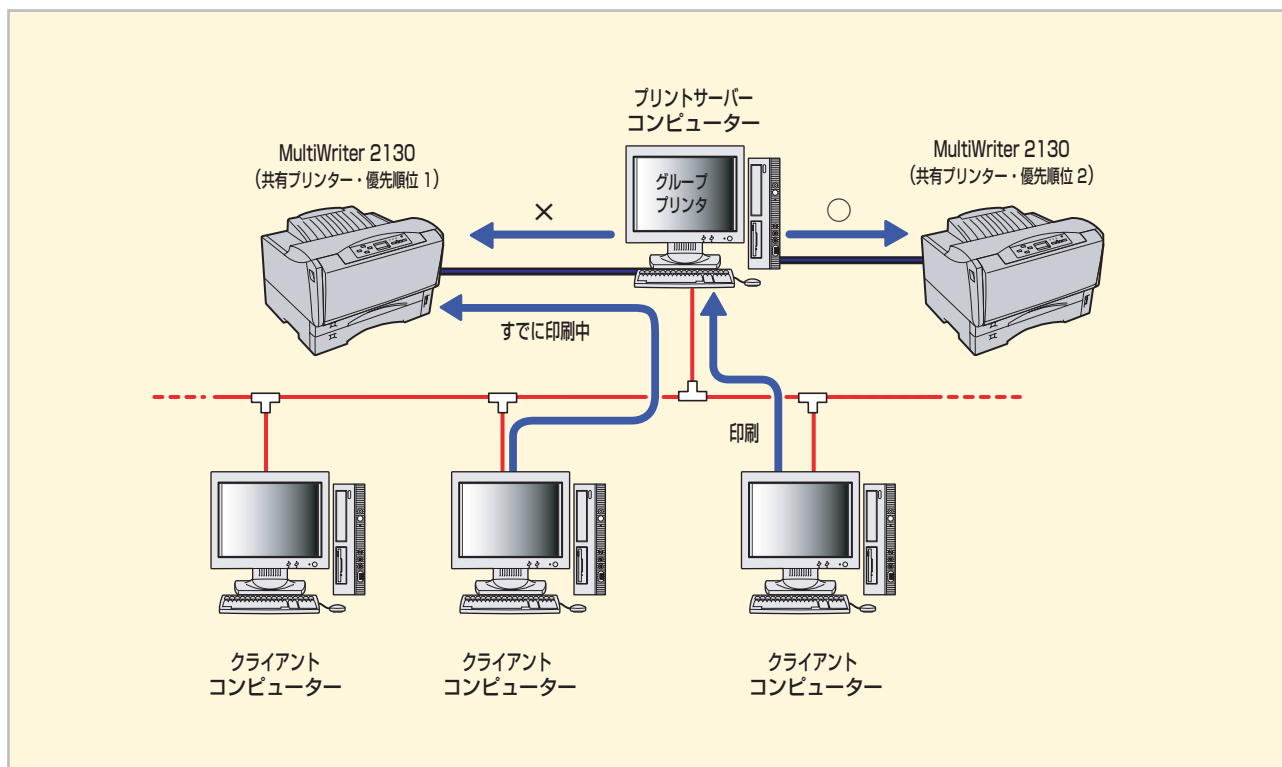 プリントサーバー
コンピューター
MultiWriter 2130
（共有プリンター・優先順位 1）
MultiWriter 2130
（共有プリンター・優先順位 2）
グループ
プリンタ
×
○
すでに印刷中
印刷
クライアント
コンピューター
クライアント
コンピューター
クライアント
コンピューター